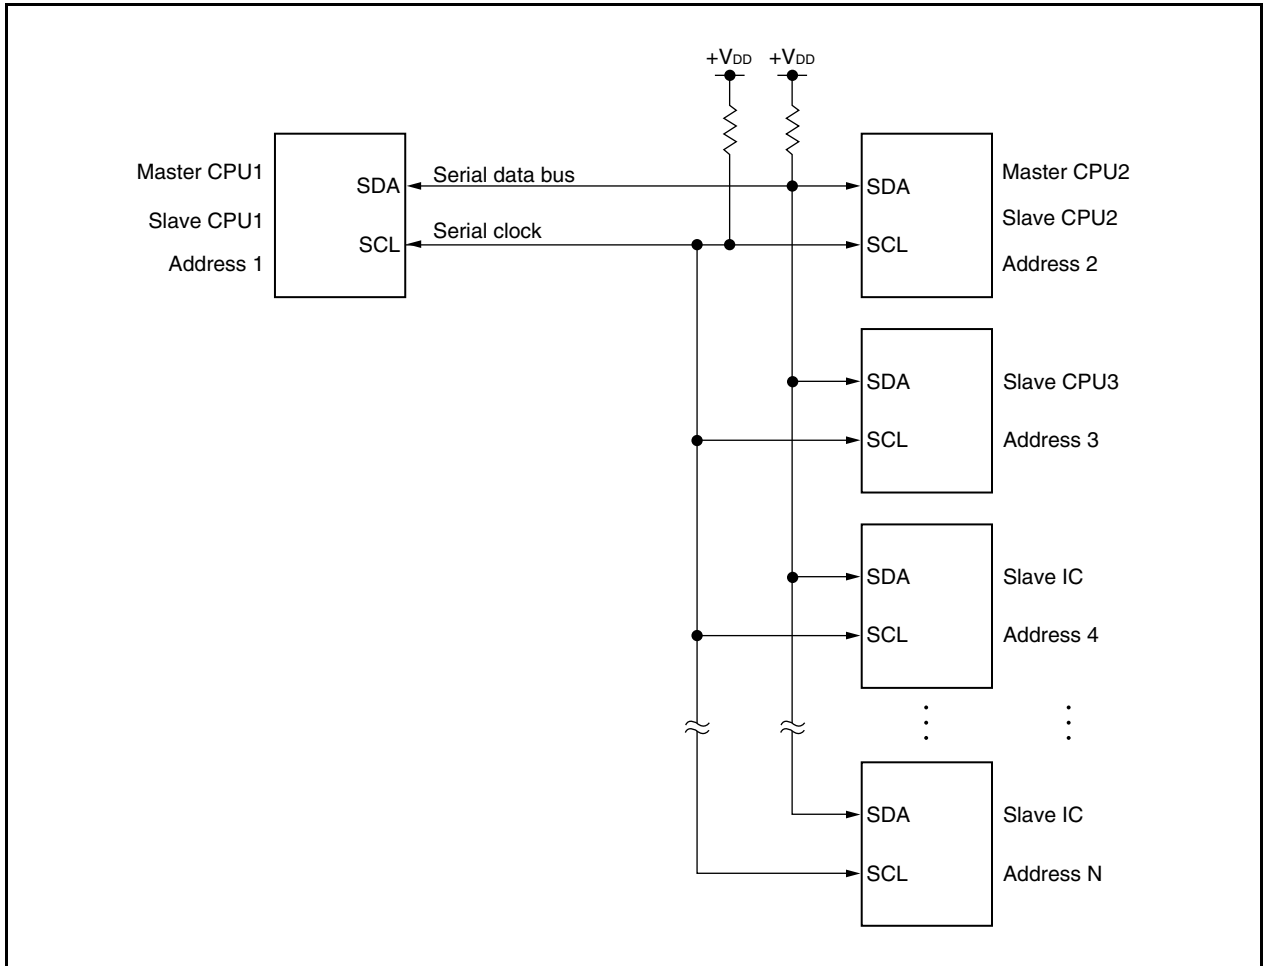 +VDD +VDD
Master CPU1
Slave CPU1
Address 1
SDA
SCL
Serial data bus
Serial clock
SDA
SCL
Master CPU2
Slave CPU2
Address 2
SDA
SCL
Slave CPU3
Address 3
SDA
SCL
Slave IC
Address 4
SDA
SCL
Slave IC
Address N